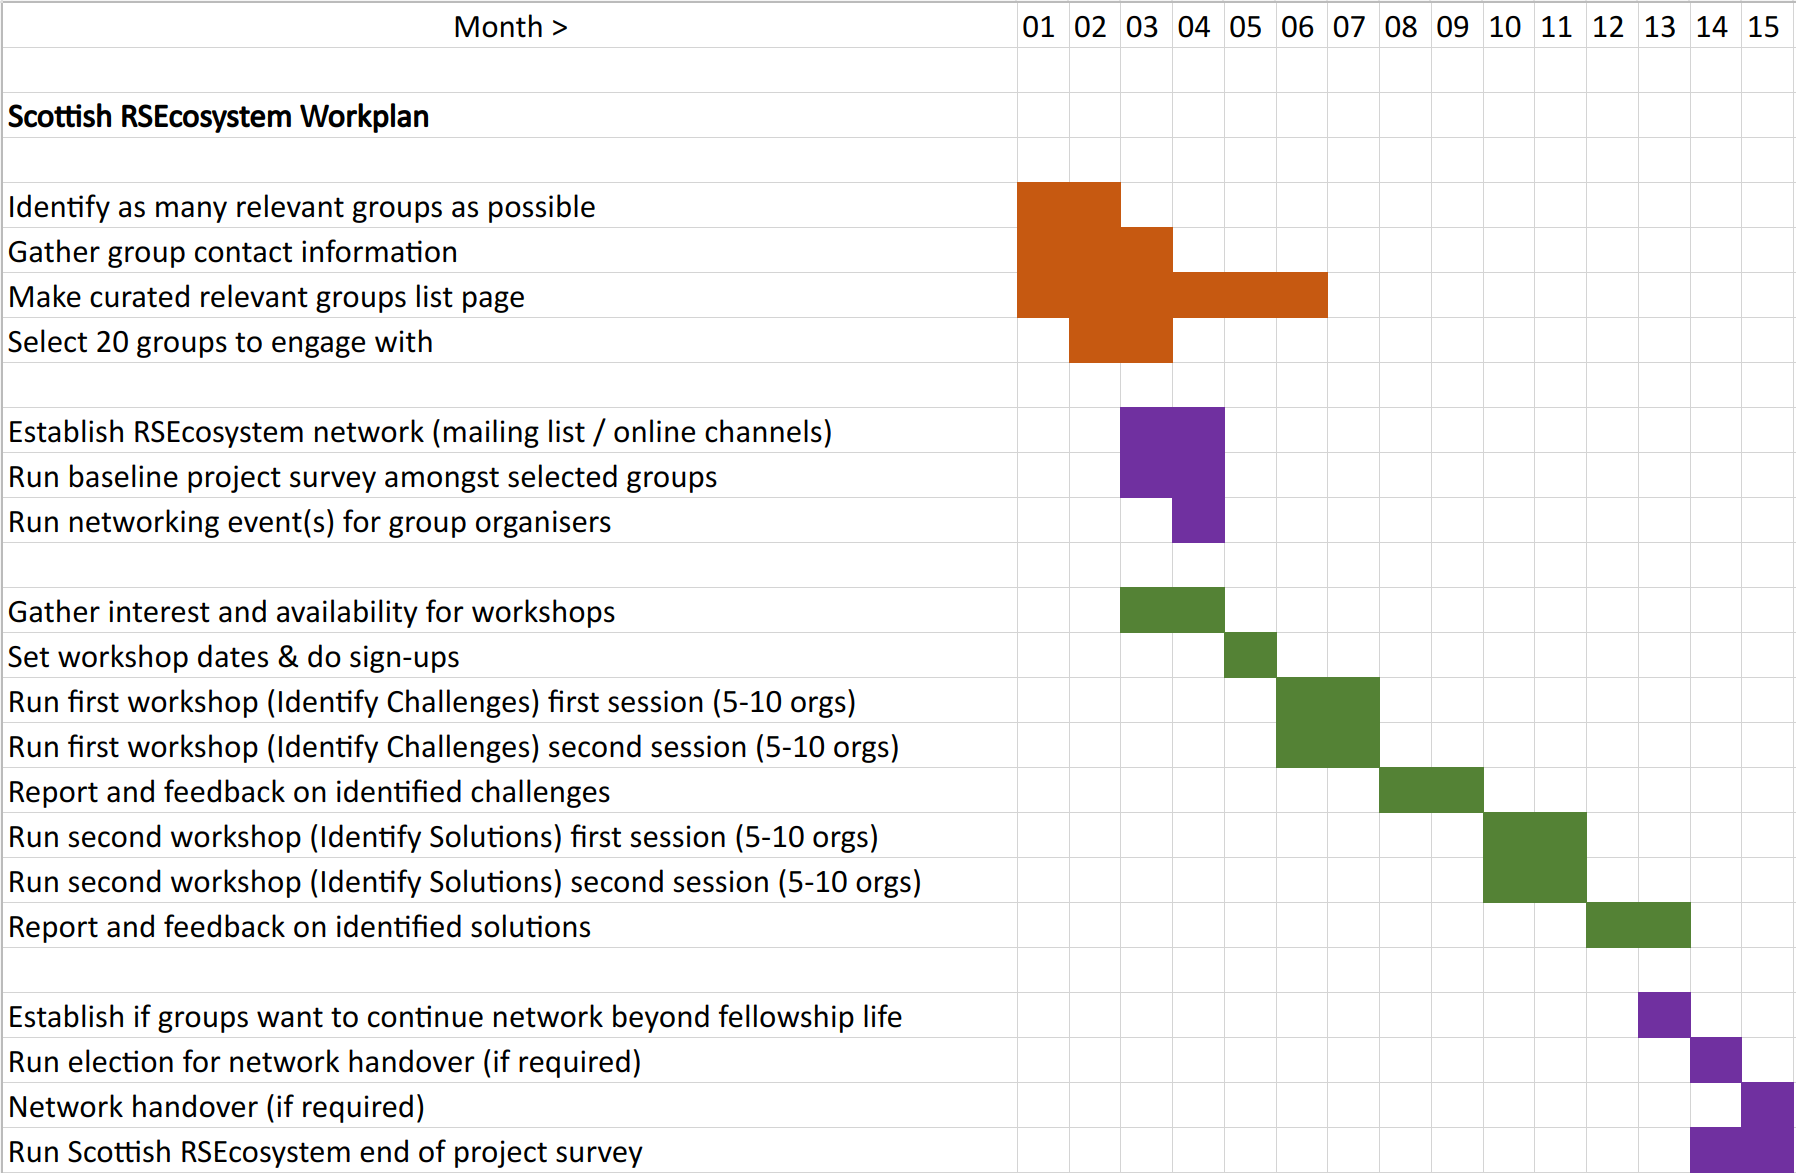 Month > 01 02 03 04 05 06 07 08 09 10 11 12 13 14 15
Scottish RSEcosystem Workplan
Identify as many relevant groups as possible
Gather group contact information
Make curated relevant groups list page
Select 20 groups to engage with
Establish RSEcosystem network (mailing list / online channels)
Run baseline project survey amongst selected groups
Run networking event(s) for group organisers
Gather interest and availability for workshops
Set workshop dates & do sign-ups
Run first workshop (Identify Challenges) first session (5-10 orgs)
Run first workshop (Identify Challenges) second session (5-10 orgs)
Report and feedback on identified challenges
Run second workshop (Identify Solutions) first session (5-10 orgs)
Run second workshop (Identify Solutions) second session (5-10 orgs)
Report and feedback on identified solutions
Establish if groups want to continue network beyond fellowship life
Run election for network handover (if required)
Network handover (if required)
Run Scottish RSEcosystem end of project survey